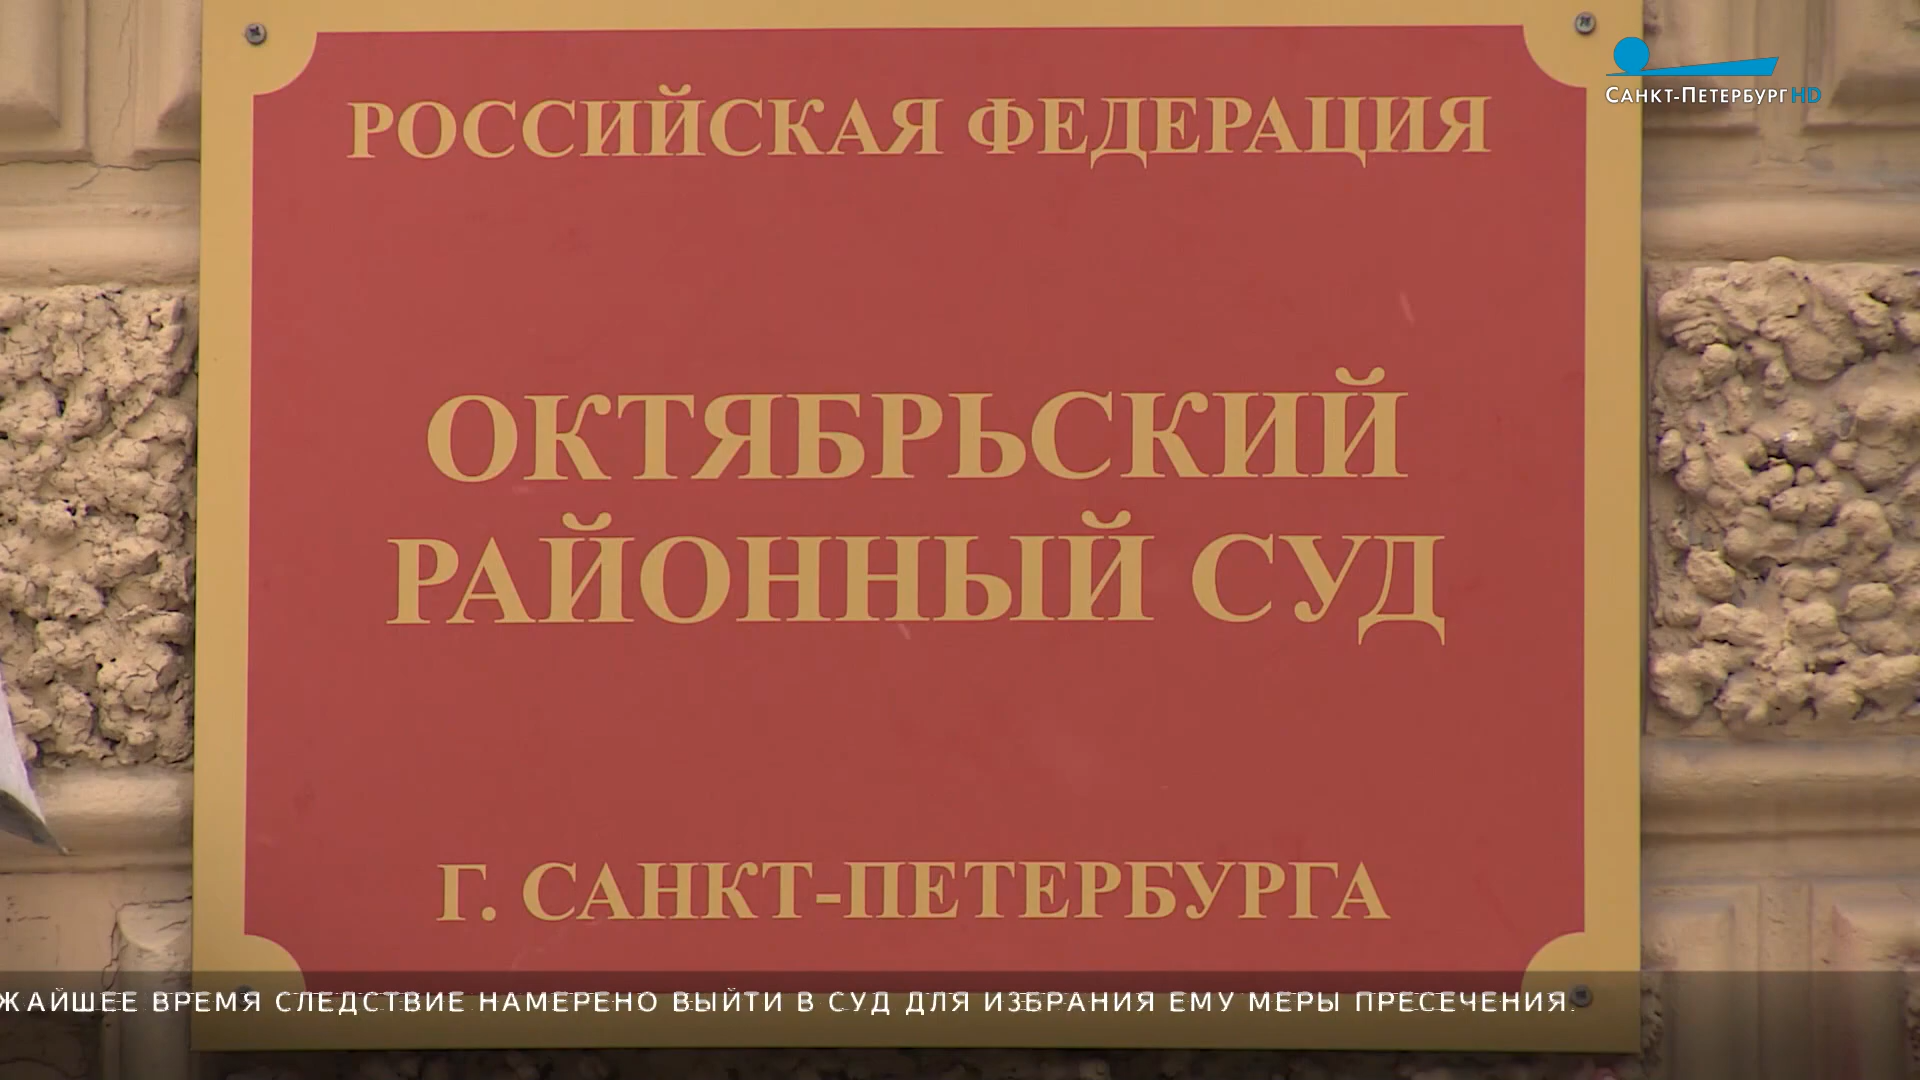 САНКТ-ПЕТЕРБУРГ HD
РОССИЙСКАЯ ФЕДЕРАЦИЯ
ОКТЯБРЬСКИЙ
РАЙОННЫЙ СУД
Г. САНКТ-ПЕТЕРБУРГА
ВРЕМЯ СЛЕДСТВИЕ НАМЕРЕНО ВЫЙТИ В СУД ДЛЯ ИЗБРАНИЯ ЕМУ МЕРЫ ПРЕСЕЧЕНИЯ.